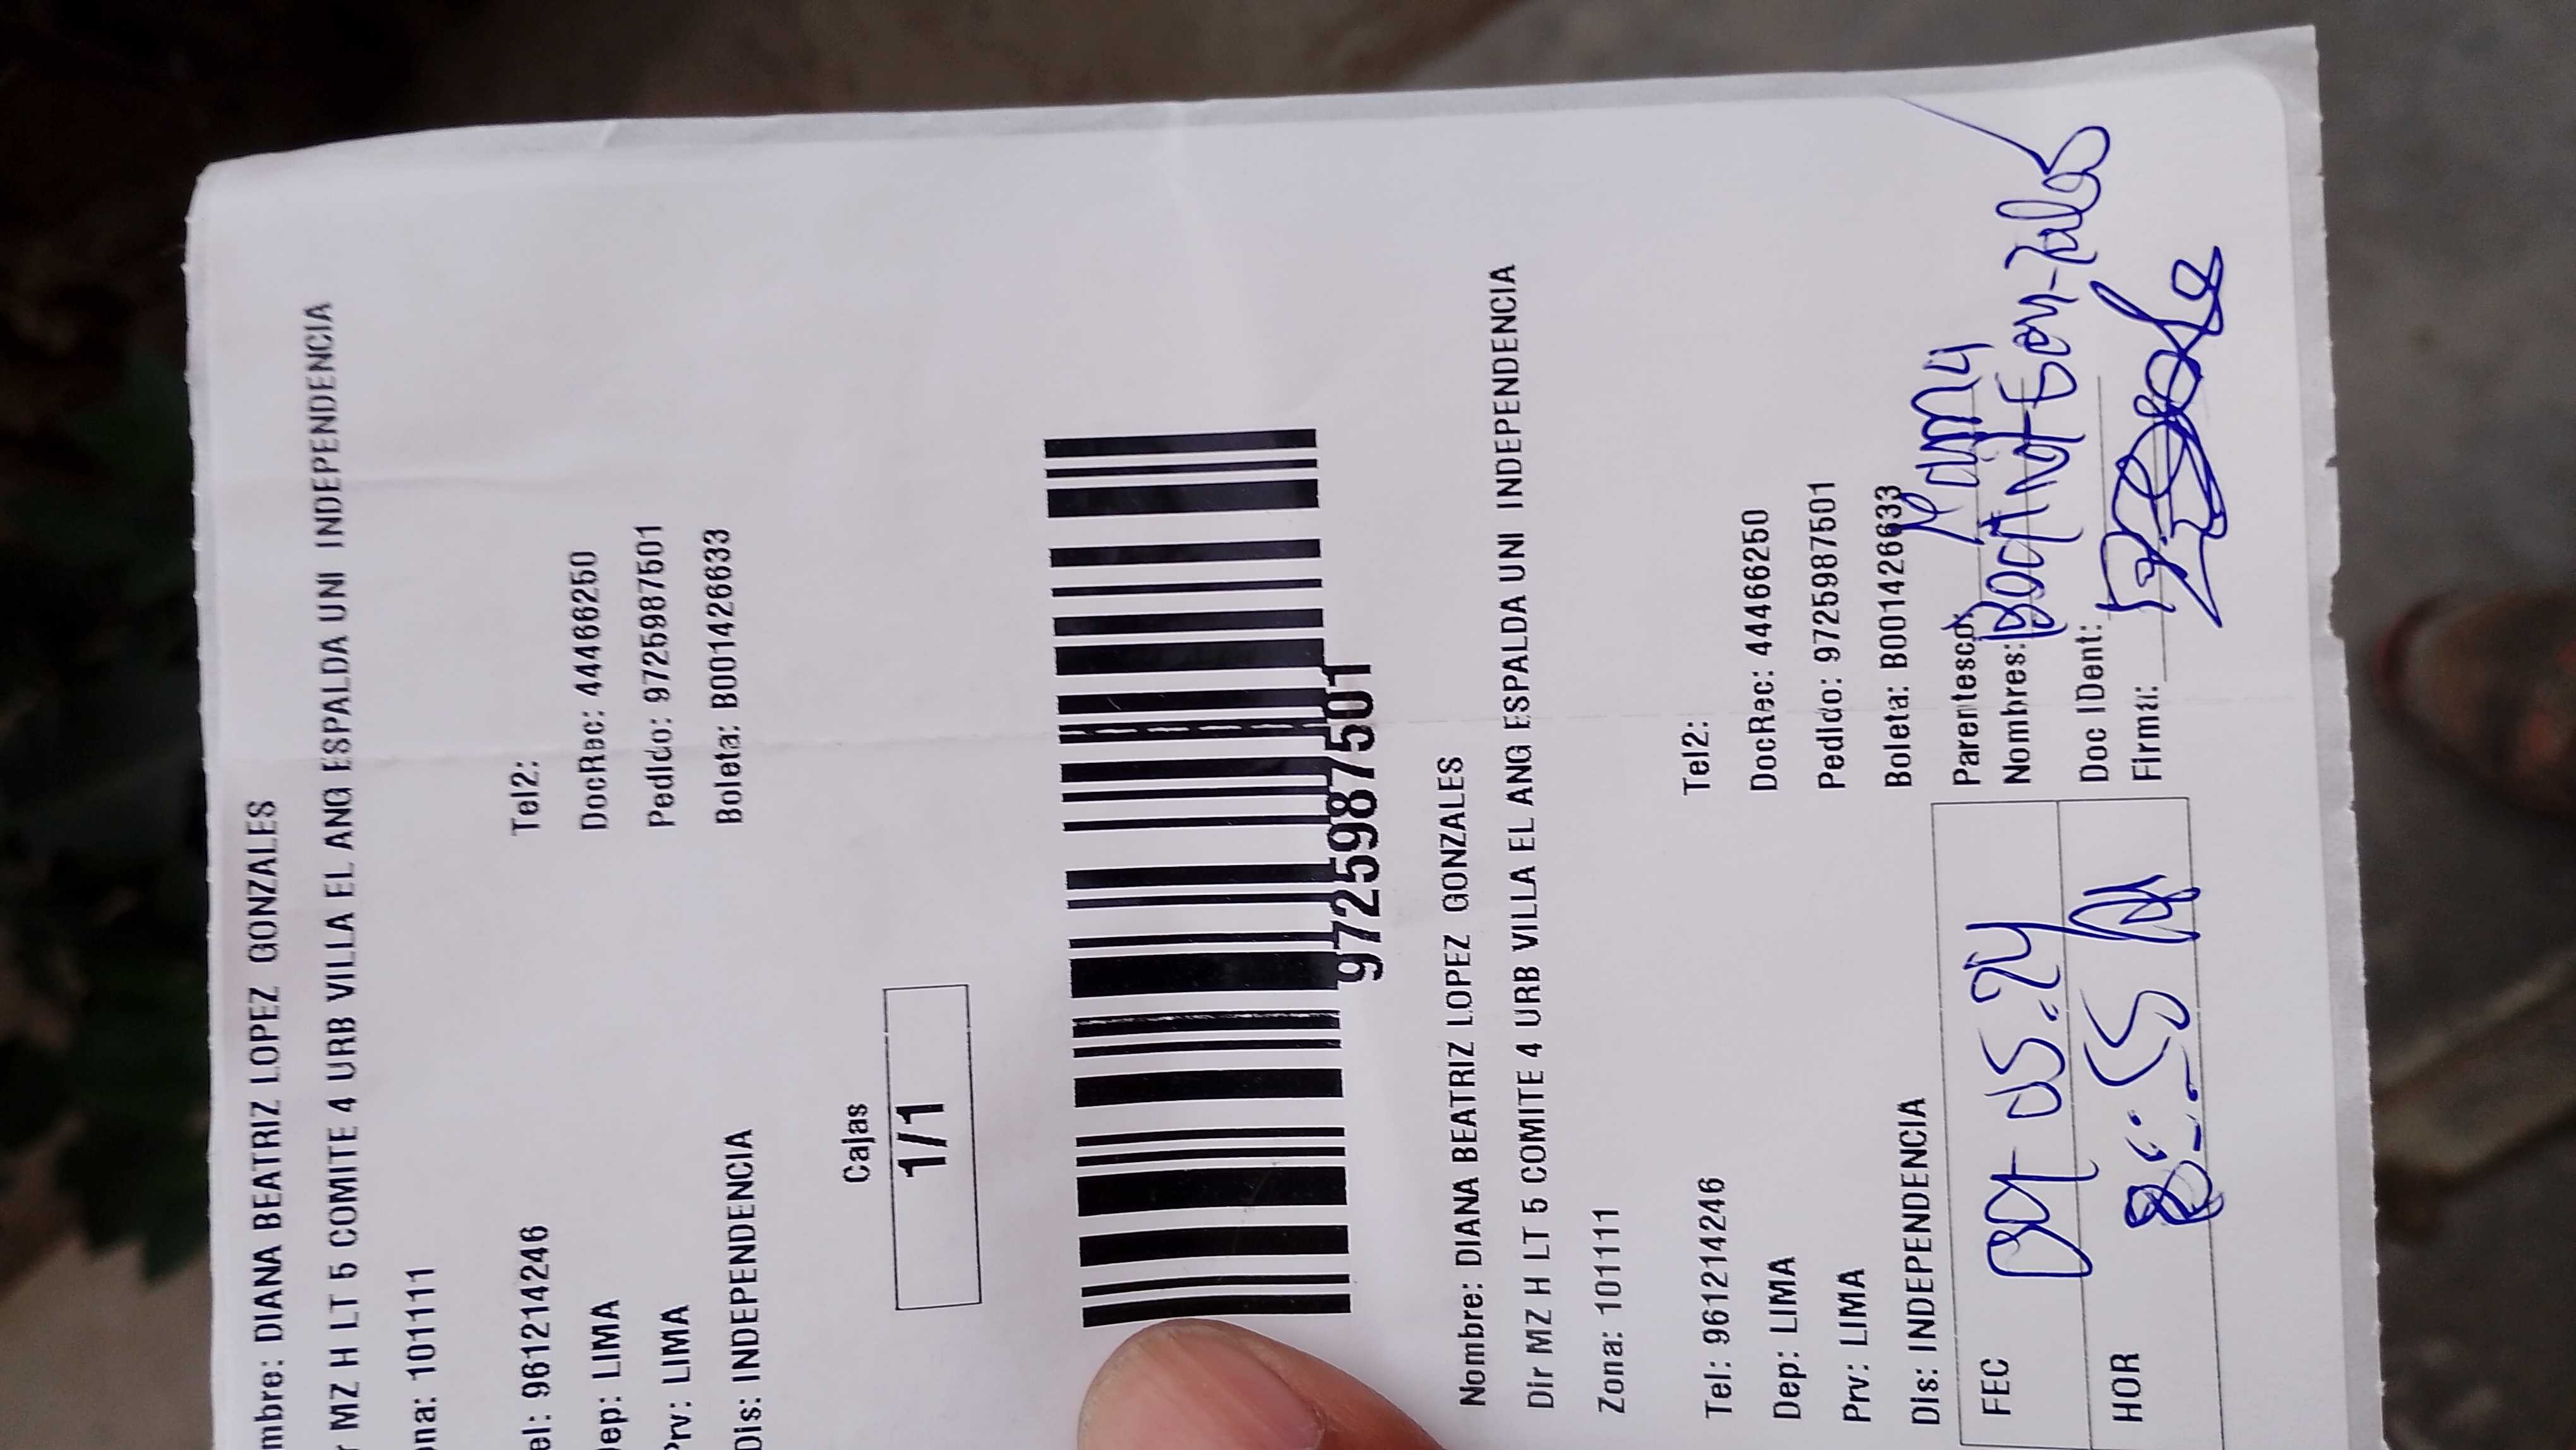 mbre: DIANA BEATRIZ LOPEZ GONZALES
r MZ H LT 5 COMITE 4 URB VILLA EL ANG ESPALDA UNI INDEPENDENCIA
ona: 101111
el: 961214246
Tel2:
ep: LIMA
DocRec: 44466250
Prv: LIMA
Pedido: 9725987501
DIs: INDEPENDENCIA
Boleta: B001426633
Cajas
1/1
9725987501
Nombre: DIANA BEATRIZ LOPEZ GONZALES
Dir MZ H LT 5 COMITE 4 URB VILLA EL ANG ESPALDA UNI INDEPENDENCIA
Zona: 101111
Tel: 961214246
Tel2:
Dep: LIMA
DocRec: 44466250
Prv: LIMA
Pedido: 9725987501
DIs: INDEPENDENCIA
Boleta: B001426633
Parentesco:
Nombres:
Doc IDent:
Firma:
FEC
HOR